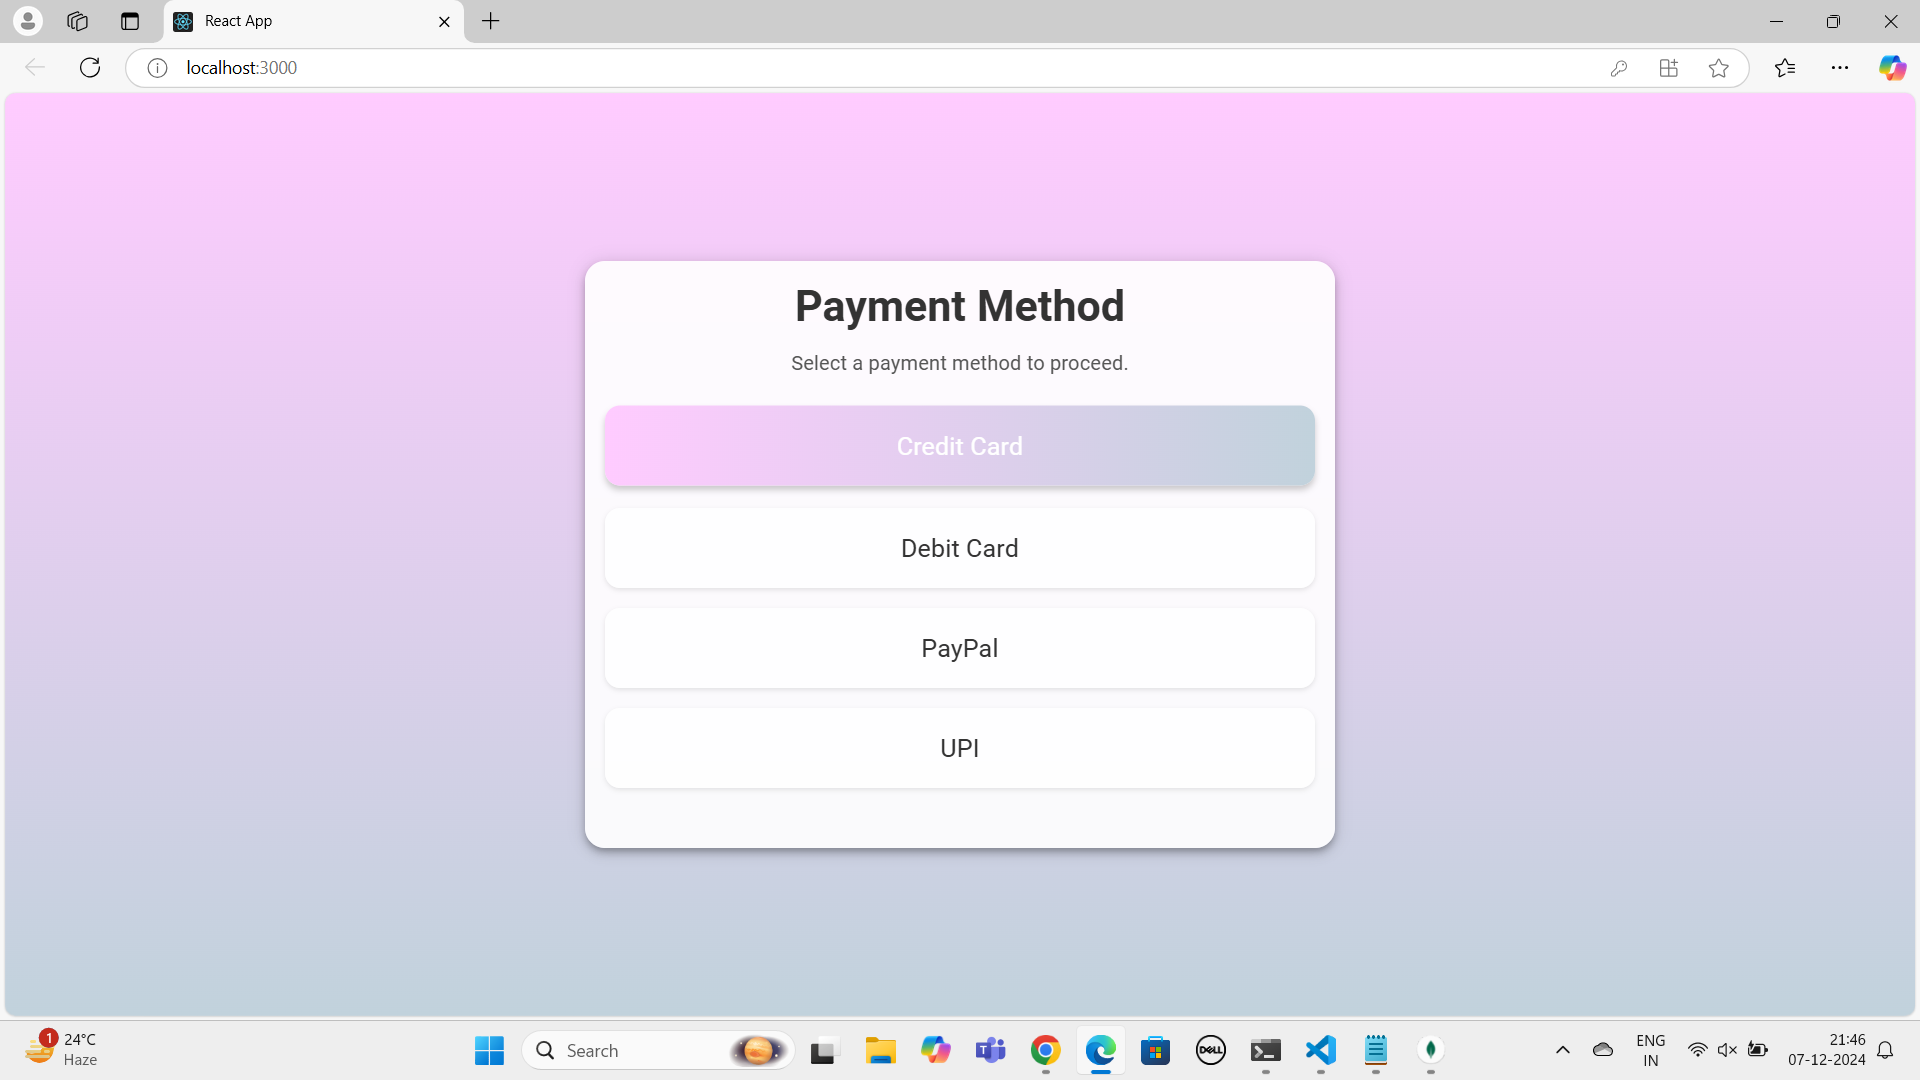 React App
localhost:3000
Payment Method
Select a payment method to proceed.
Credit Card
Debit Card
PayPal
UPI
1
24°C
Haze
Search
DELL
ENG
IN
21:46
07-12-2024